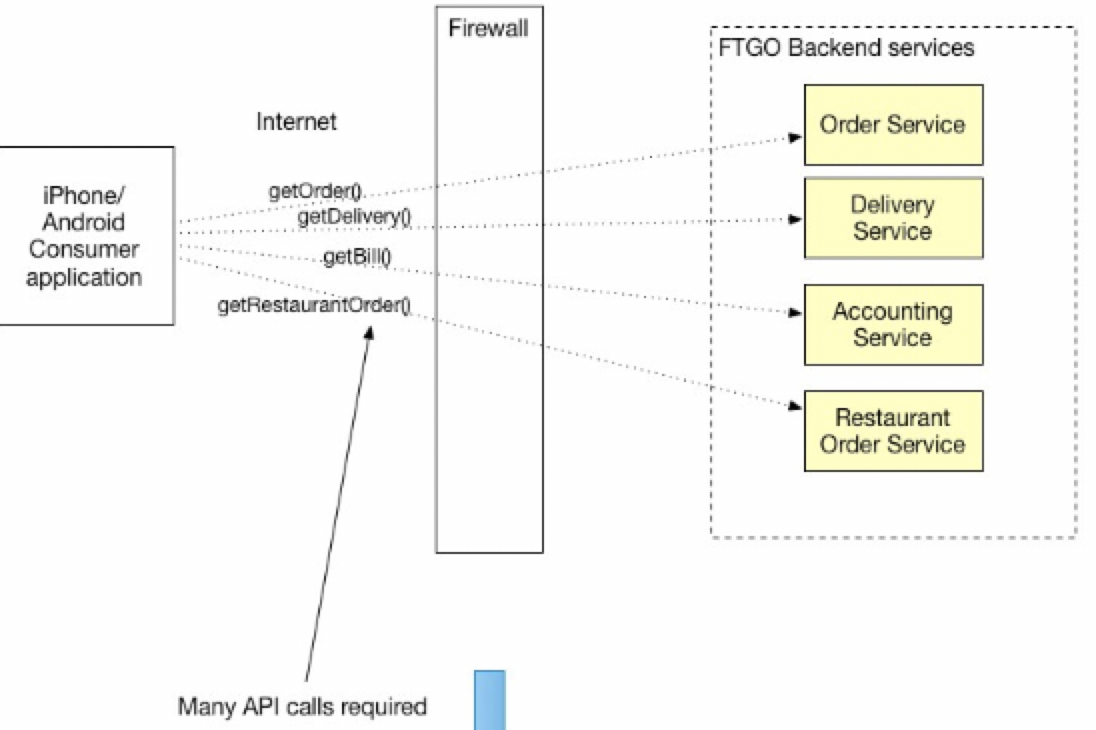 Firewall
FTGO Backend services
Internet
Order Service
iPhone/
Android
Consumer
application
getOrder()
getDelivery()
getBill()
getRestaurantOrder()
Delivery
Service
Accounting
Service
Restaurant
Order Service
Many API calls required